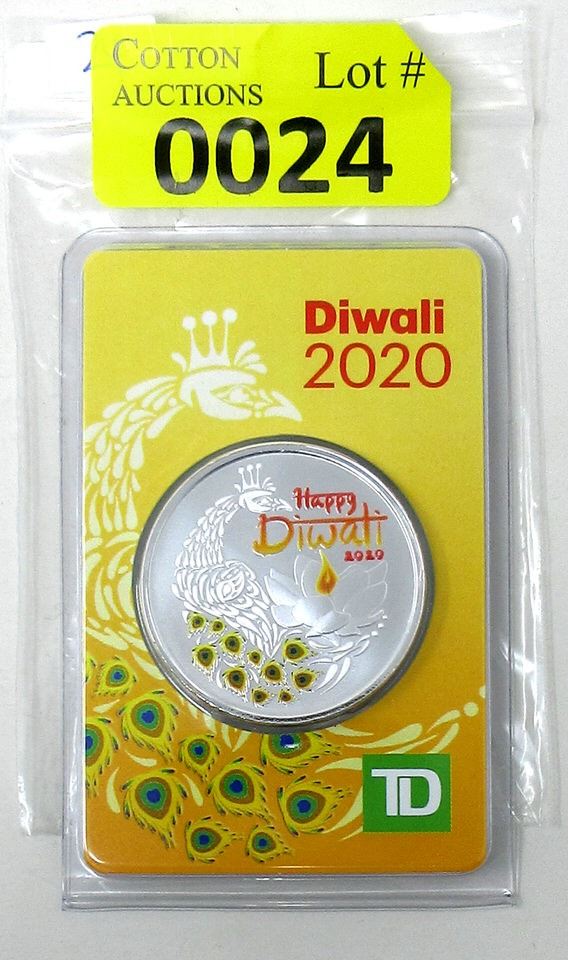 COTTON
AUCTIONS
Lot #
0024
Diwali
2020
Happy
Diwali
2020
TD